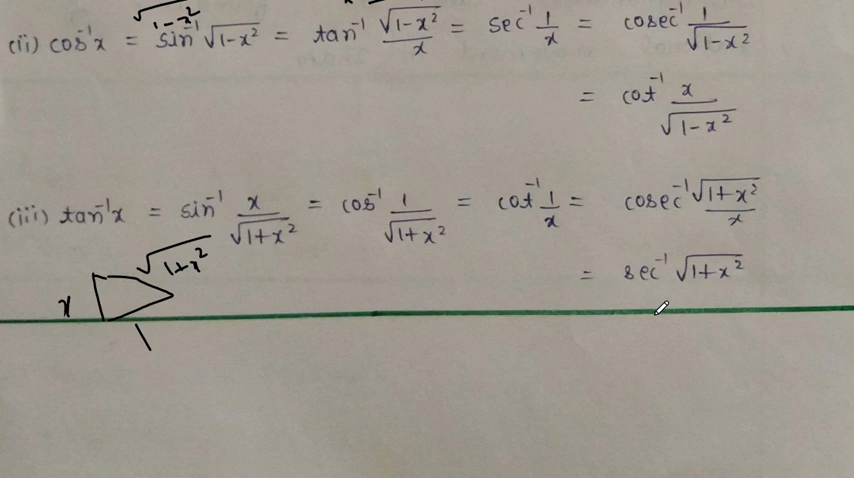 √1-x²
(ii) cos⁻¹x = sin⁻¹ √1-x² = tan⁻¹ √1-x²/x = sec⁻¹ 1/x = cosec⁻¹ 1/√1-x²
= cot⁻¹ x/√1-x²
(iii) tan⁻¹x = sin⁻¹ x/√1+x² = cos⁻¹ 1/√1+x² = cot⁻¹ 1/x = cosec⁻¹ √1+x²/x
= sec⁻¹ √1+x²
√1+x²
x
1